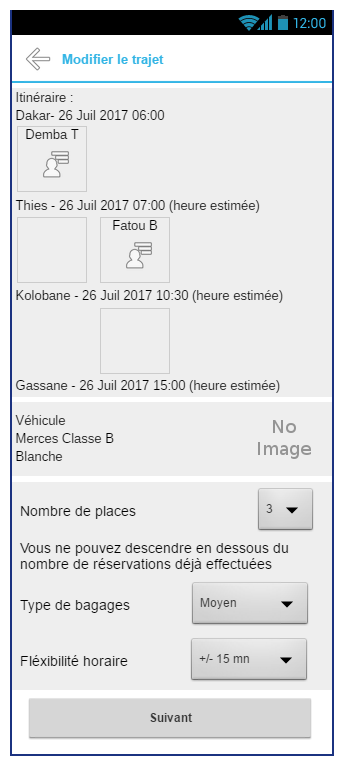 12:00
Modifier le trajet
Itinéraire :
Dakar- 26 Juil 2017 06:00
Demba T
Thies - 26 Juil 2017 07:00 (heure estimée)
Fatou B
Kolobane - 26 Juil 2017 10:30 (heure estimée)
Gassane - 26 Juil 2017 15:00 (heure estimée)
Véhicule
Merces Classe B
Blanche
No
Image
Nombre de places
3
Vous ne pouvez descendre en dessous du
nombre de réservations déjà effectuées
Type de bagages
Moyen
Fléxibilité horaire
+/- 15 mn
Suivant